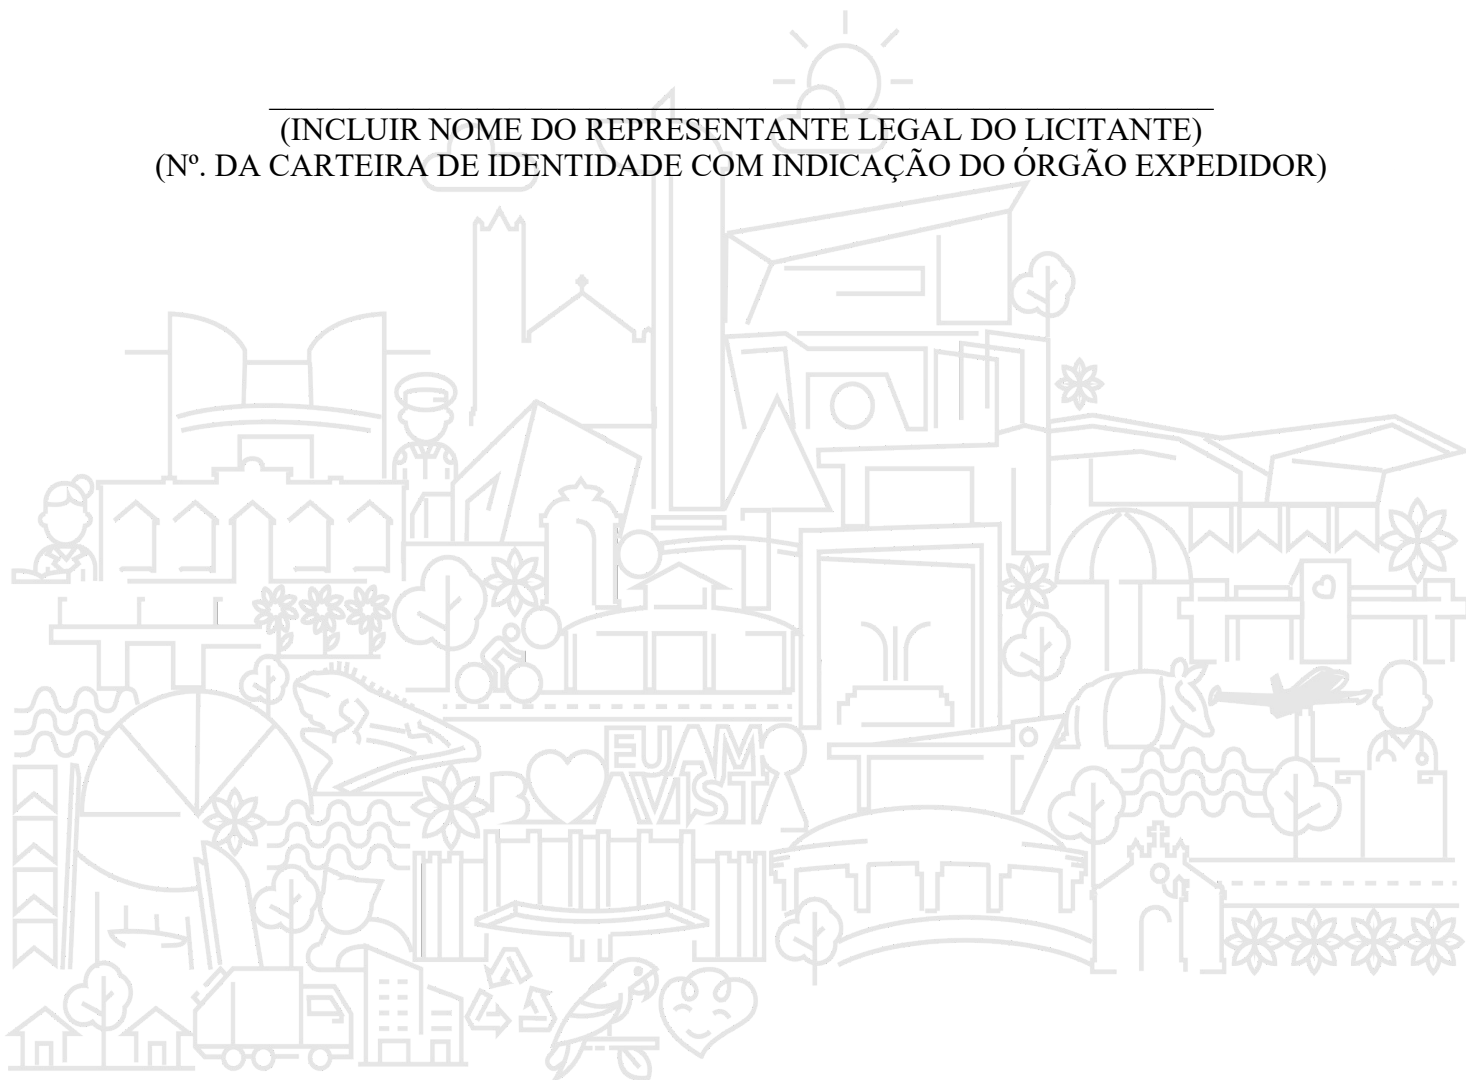 (INCLUIR NOME DO REPRESENTANTE LEGAL DO LICITANTE)
(Nº. DA CARTEIRA DE IDENTIDADE COM INDICAÇÃO DO ÓRGÃO EXPEDIDOR)
EU AMO
B VISTA